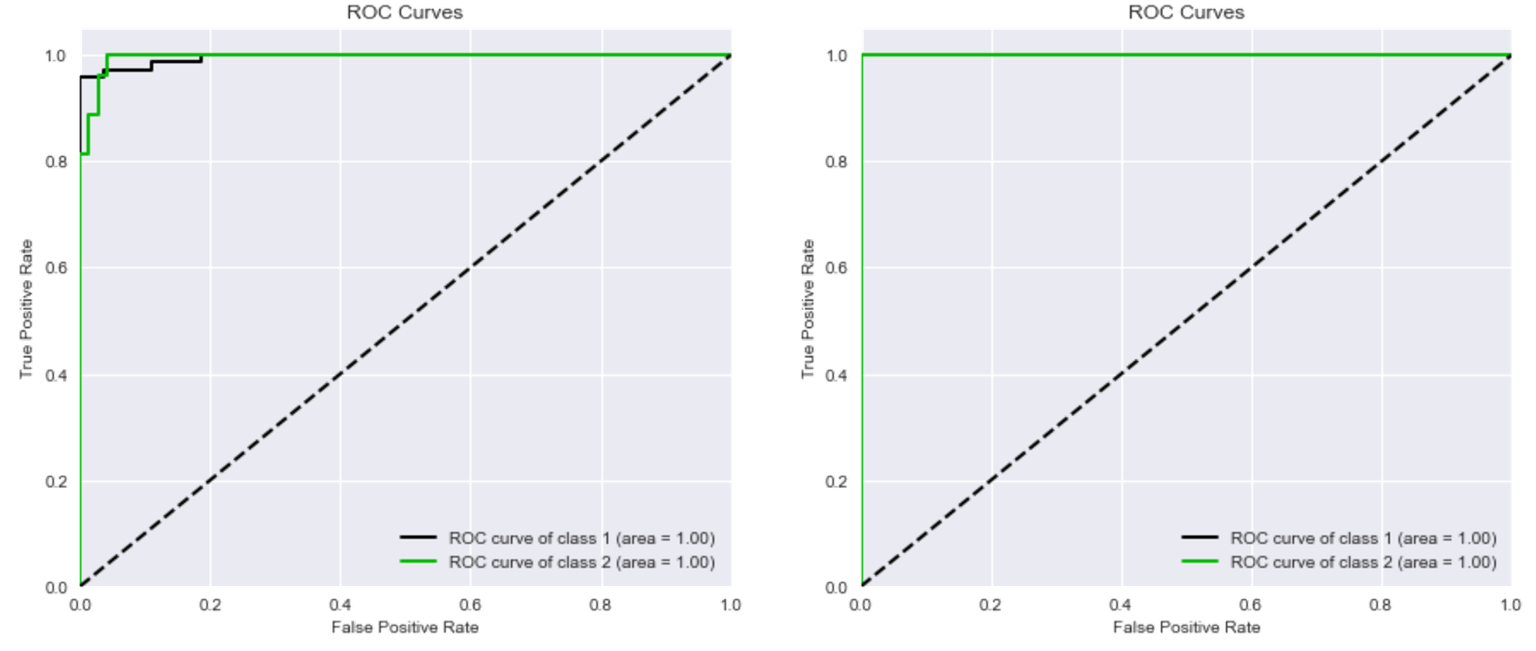 ROC Curves
1.0
0.8
0.6
0.4
0.2
0.0
True Positive Rate
ROC curve of class 1 (area = 1.00)
ROC curve of class 2 (area = 1.00)
0.0 0.2 0.4 0.6 0.8 1.0
False Positive Rate
ROC Curves
1.0
0.8
0.6
0.4
0.2
0.0
True Positive Rate
ROC curve of class 1 (area = 1.00)
ROC curve of class 2 (area = 1.00)
0.0 0.2 0.4 0.6 0.8 1.0
False Positive Rate